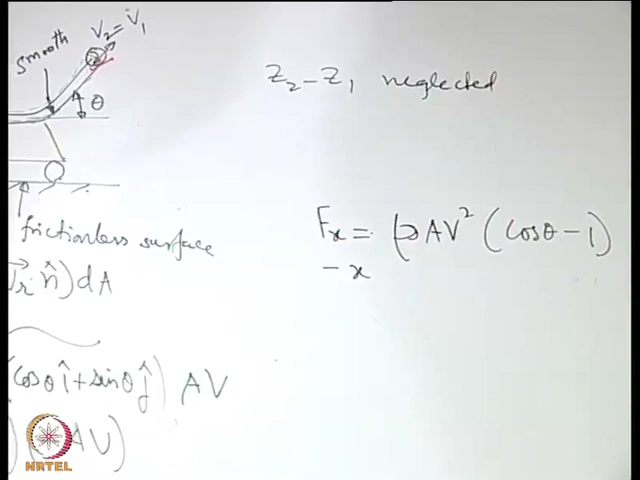 smooth
V₂ = V₁
θ
Z₂ – Z₁ neglected
frictionless surface
Fₓ = ρAV² (cosθ – 1)
– x
r n̂) dA
(cosθ î + sinθ ĵ) AV
) ( AV)
NPTEL